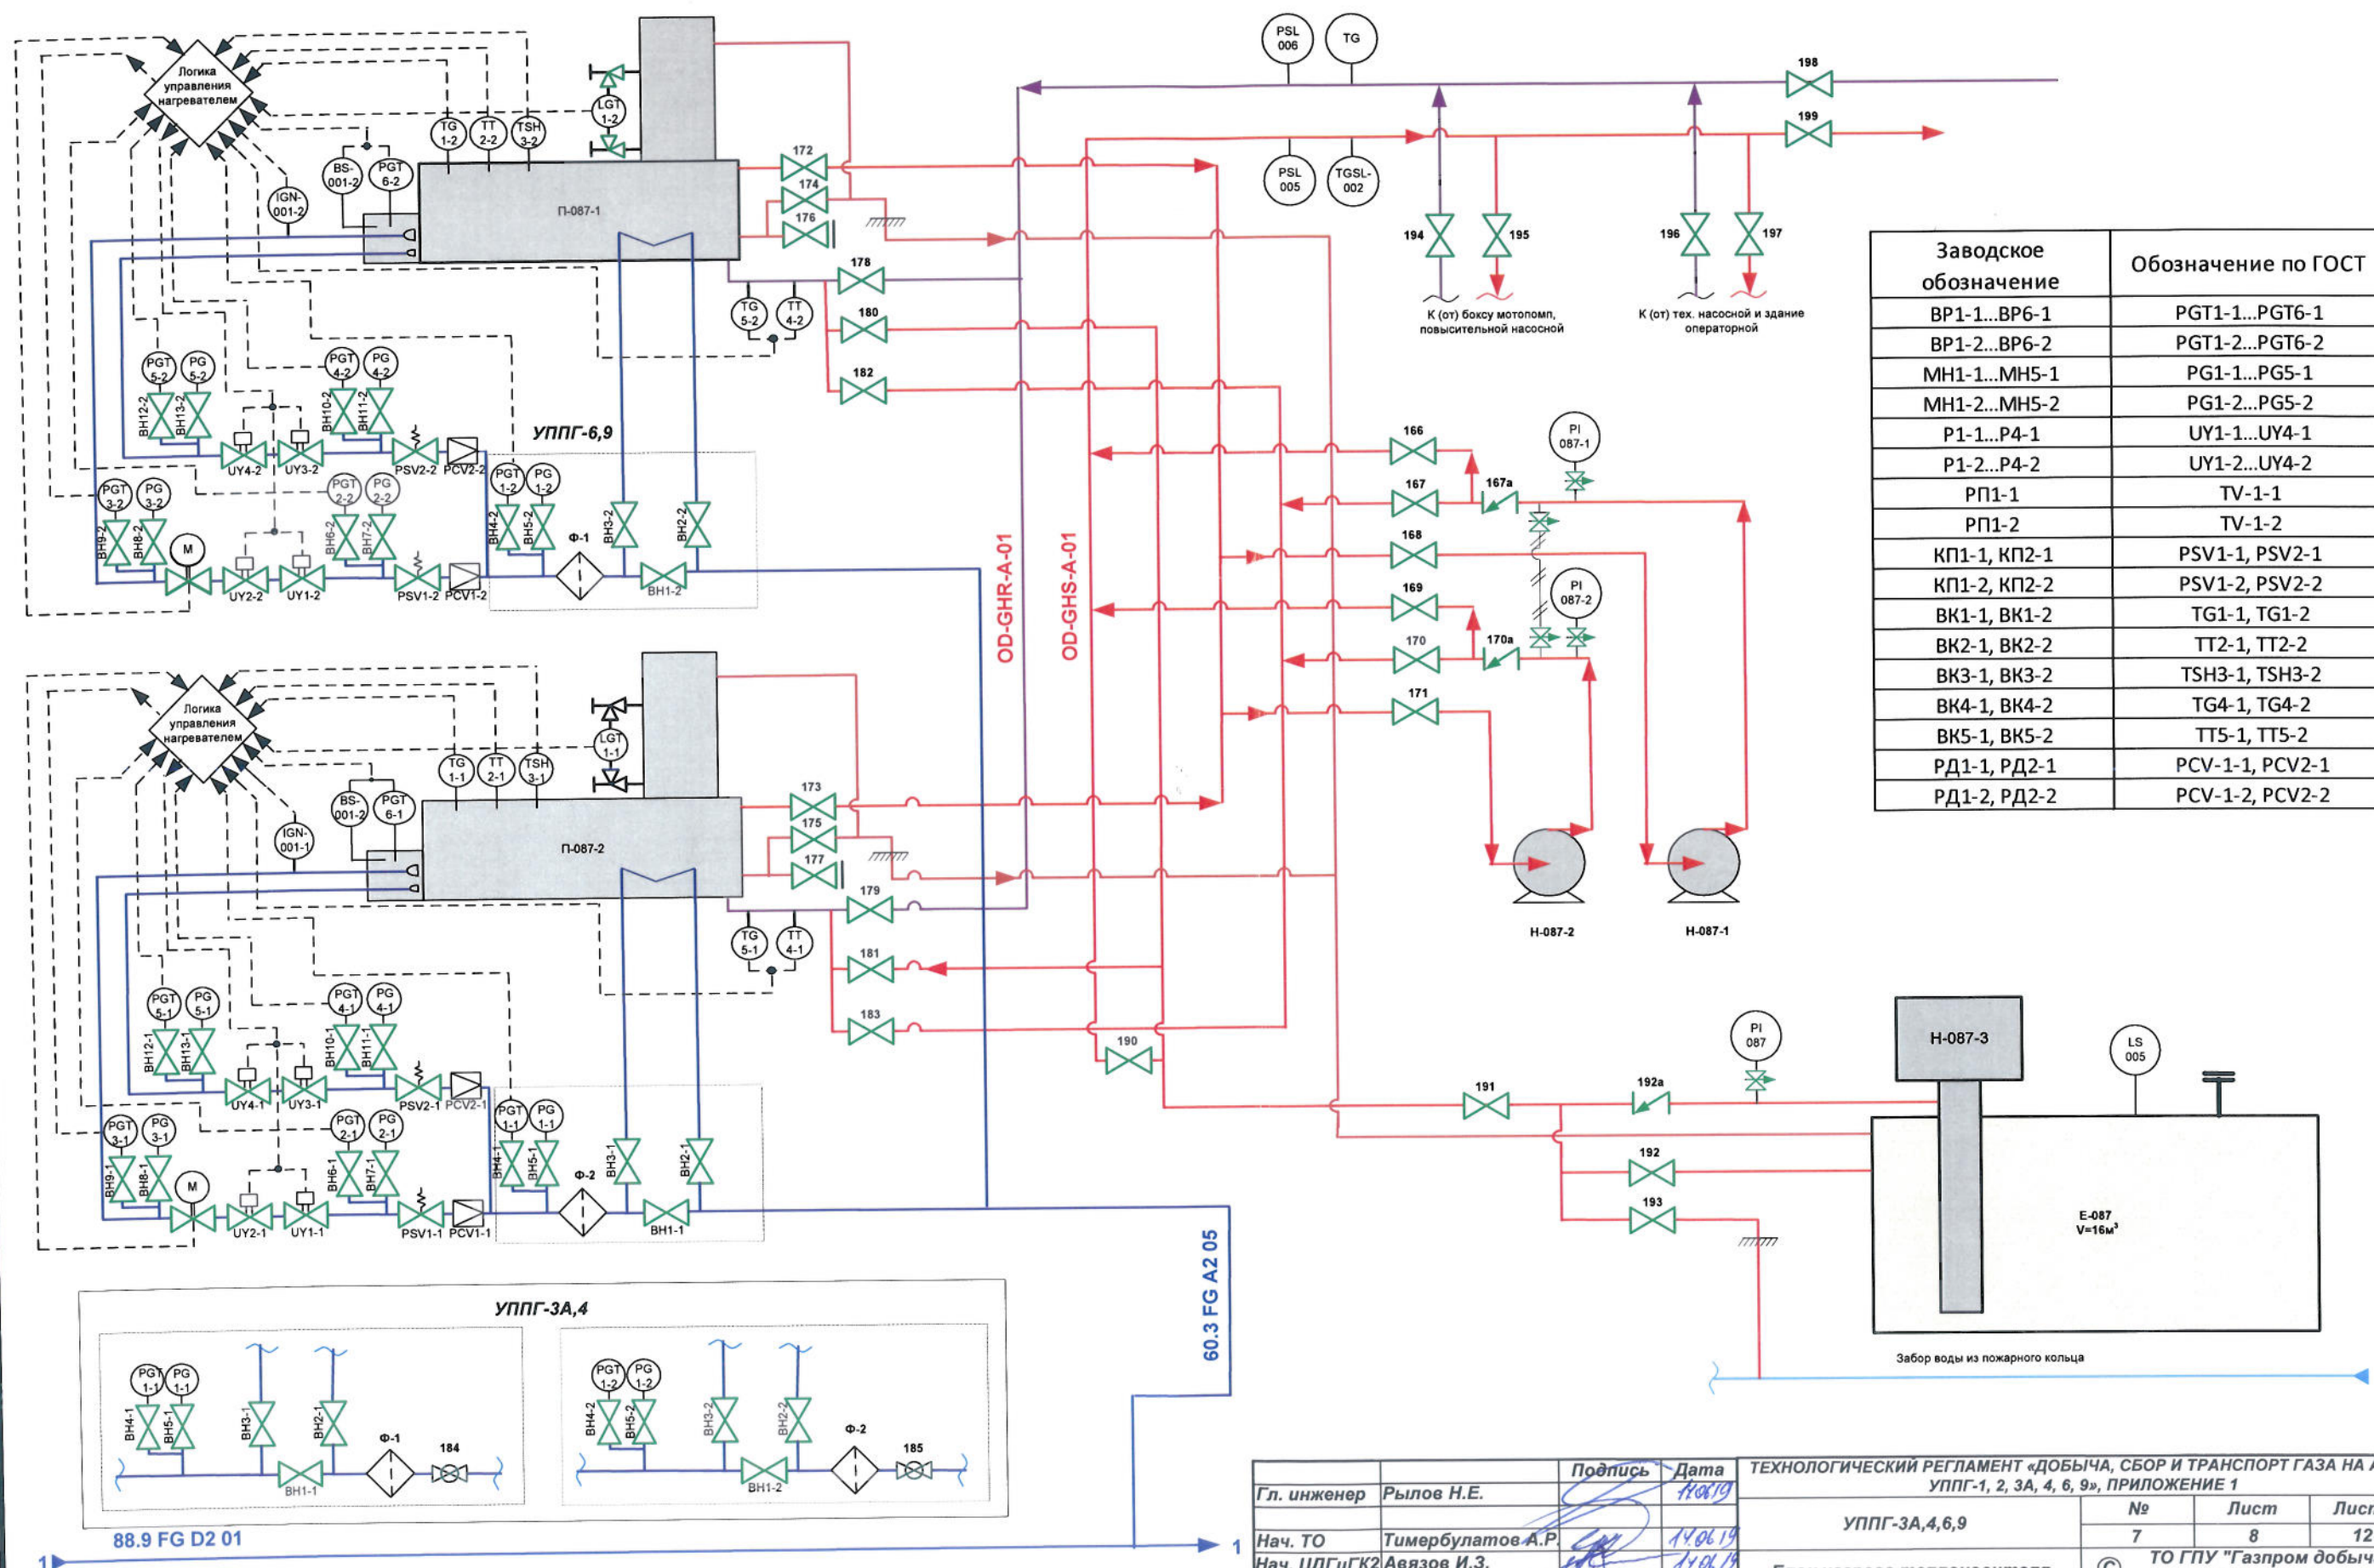 Логика
управления
нагревателем
TG
1-2
TT
2-2
TSH
3-2
LGT
1-2
BS-
001-2
PGT
6-2
IGN-
001-2
П-087-1
172
174
176
178
180
182
TG
5-2
TT
4-2
PGT
5-2
PG
5-2
PGT
4-2
PG
4-2
ВН12-2
ВН13-2
ВН10-2
ВН11-2
УППГ-6,9
UY4-2
UY3-2
PSV2-2
PCV2-2
PGT
3-2
PG
3-2
PGT
2-2
PG
2-2
PGT
1-2
PG
1-2
ВН9-2
ВН8-2
ВН6-2
ВН7-2
ВН4-2
ВН5-2
ВН3-2
ВН2-2
M
Ф-1
UY2-2
UY1-2
PSV1-2
PCV1-2
ВН1-2
PSL
006
TG
198
199
PSL
005
TGSL-
002
194
195
196
197
К (от) боксу мотопомп,
повысительной насосной
К (от) тех. насосной и здание
операторной
OD-GHR-A-01
OD-GHS-A-01
166
167
167а
168
169
170
170а
171
PI
087-1
PI
087-2
Н-087-2
Н-087-1
Заводское
обозначение
Обозначение по ГОСТ
ВР1-1...ВР6-1 PGT1-1...PGT6-1
ВР1-2...ВР6-2 PGT1-2...PGT6-2
МН1-1...МН5-1 PG1-1...PG5-1
МН1-2...МН5-2 PG1-2...PG5-2
Р1-1...Р4-1 UY1-1...UY4-1
Р1-2...Р4-2 UY1-2...UY4-2
РП1-1 TV-1-1
РП1-2 TV-1-2
КП1-1, КП2-1 PSV1-1, PSV2-1
КП1-2, КП2-2 PSV1-2, PSV2-2
ВК1-1, ВК1-2 TG1-1, TG1-2
ВК2-1, ВК2-2 TT2-1, TT2-2
ВК3-1, ВК3-2 TSH3-1, TSH3-2
ВК4-1, ВК4-2 TG4-1, TG4-2
ВК5-1, ВК5-2 TT5-1, TT5-2
РД1-1, РД2-1 PCV-1-1, PCV2-1
РД1-2, РД2-2 PCV-1-2, PCV2-2
Логика
управления
нагревателем
TG
1-1
TT
2-1
TSH
3-1
LGT
1-1
BS-
001-2
PGT
6-1
IGN-
001-1
П-087-2
173
175
177
179
181
183
190
TG
5-1
TT
4-1
PGT
5-1
PG
5-1
PGT
4-1
PG
4-1
ВН12-1
ВН13-1
ВН10-1
ВН11-1
UY4-1
UY3-1
PSV2-1
PCV2-1
PGT
3-1
PG
3-1
PGT
2-1
PG
2-1
PGT
1-1
PG
1-1
ВН9-1
ВН8-1
ВН6-1
ВН7-1
ВН4-1
ВН5-1
ВН3-1
ВН2-1
M
Ф-2
UY2-1
UY1-1
PSV1-1
PCV1-1
ВН1-1
191
192а
192
193
PI
087
Н-087-3
LS
005
Е-087
V=16м³
Забор воды из пожарного кольца
60.3 FG A2 05
УППГ-3А,4
PGT
1-1
PG
1-1
ВН4-1
ВН5-1
ВН3-1
ВН2-1
Ф-1
184
ВН1-1
PGT
1-2
PG
1-2
ВН4-2
ВН5-2
ВН3-2
ВН2-2
Ф-2
185
ВН1-2
88.9 FG D2 01
1
1
Подпись Дата
Гл. инженер Рылов Н.Е. 14.06.19
Нач. ТО Тимербулатов А.Р. 14.06.19
Нач. ЦДГиГК2 Авязов И.З. 14.06.19
ТЕХНОЛОГИЧЕСКИЙ РЕГЛАМЕНТ «ДОБЫЧА, СБОР И ТРАНСПОРТ ГАЗА НА
УППГ-1, 2, 3А, 4, 6, 9», ПРИЛОЖЕНИЕ 1
УППГ-3А,4,6,9
№ Лист
7 8 12
© ТО ГПУ "Газпром добыч